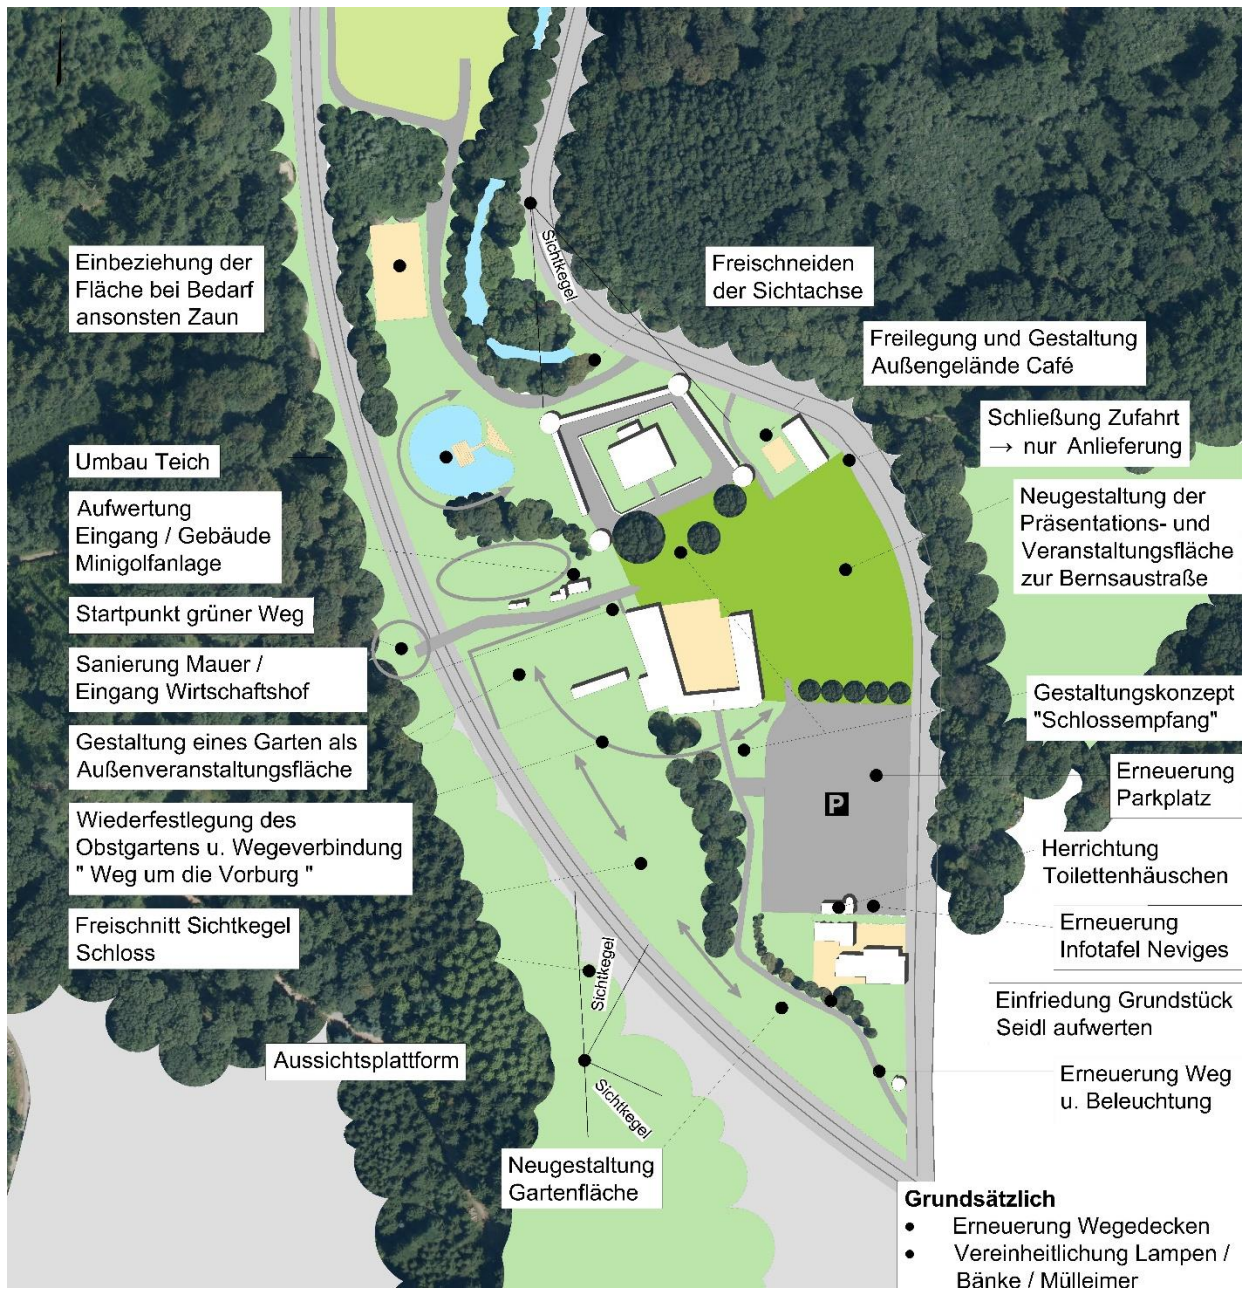 Sichtkegel
Einbeziehung der
Fläche bei Bedarf
ansonsten Zaun
Freischneiden
der Sichtachse
Freilegung und Gestaltung
Außengelände Café
Schließung Zufahrt
→ nur Anlieferung
Umbau Teich
Neugestaltung der
Präsentations- und
Veranstaltungsfläche
zur Bernsaustraße
Aufwertung
Eingang / Gebäude
Minigolfanlage
Startpunkt grüner Weg
Sanierung Mauer /
Eingang Wirtschaftshof
Gestaltungskonzept
"Schlossempfang"
Gestaltung eines Garten als
Außenveranstaltungsfläche
Erneuerung
Parkplatz
P
Wiederfestlegung des
Obstgartens u. Wegeverbindung
" Weg um die Vorburg "
Herrichtung
Toilettenhäuschen
Freischnitt Sichtkegel
Schloss
Erneuerung
Infotafel Neviges
Sichtkegel
Einfriedung Grundstück
Seidl aufwerten
Aussichtsplattform
Erneuerung Weg
u. Beleuchtung
Sichtkegel
Neugestaltung
Gartenfläche
Grundsätzlich
• Erneuerung Wegedecken
• Vereinheitlichung Lampen /
Bänke / Mülleimer